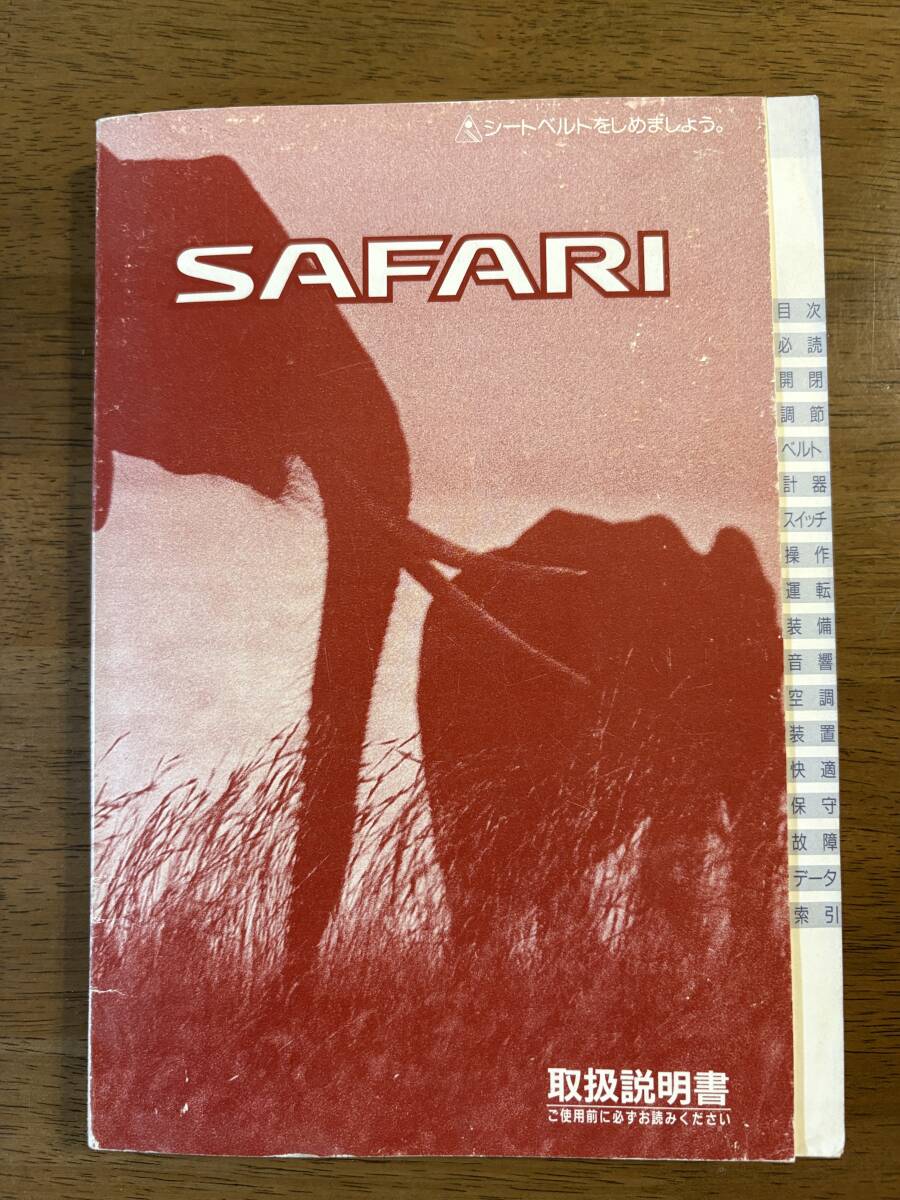 シートベルトをしめましょう。
SAFARI
目次
必読
開閉
調節
ベルト
計器
スイッチ
操作
運転
装備
音響
空調
装置
快適
保守
故障
データ
索引
取扱説明書
ご使用前に必ずお読みください